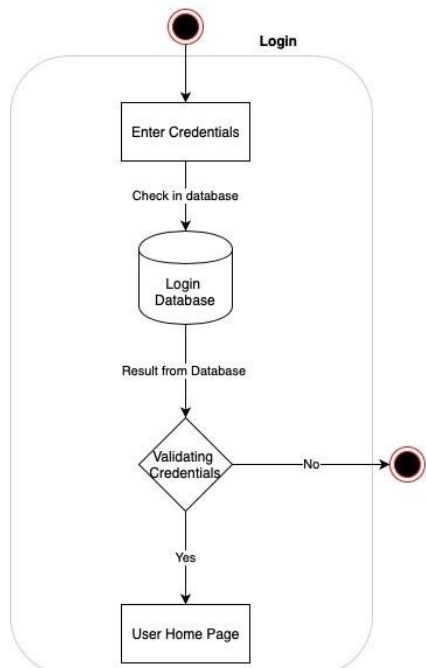 Login
Enter Credentials
Check in database
Login
Database
Result from Database
Validating
Credentials
No
Yes
User Home Page